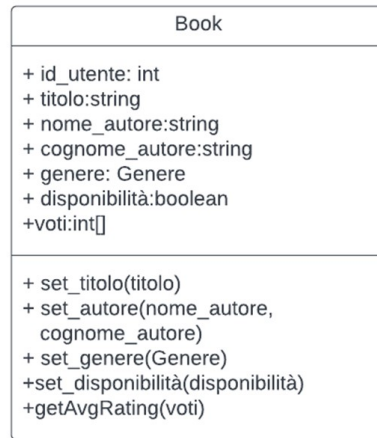 Book
+ id_utente: int
+ titolo:string
+ nome_autore:string
+ cognome_autore:string
+ genere: Genere
+ disponibilità:boolean
+voti:int[]
+ set_titolo(titolo)
+ set_autore(nome_autore,
cognome_autore)
+ set_genere(Genere)
+set_disponibilità(disponibilità)
+getAvgRating(voti)